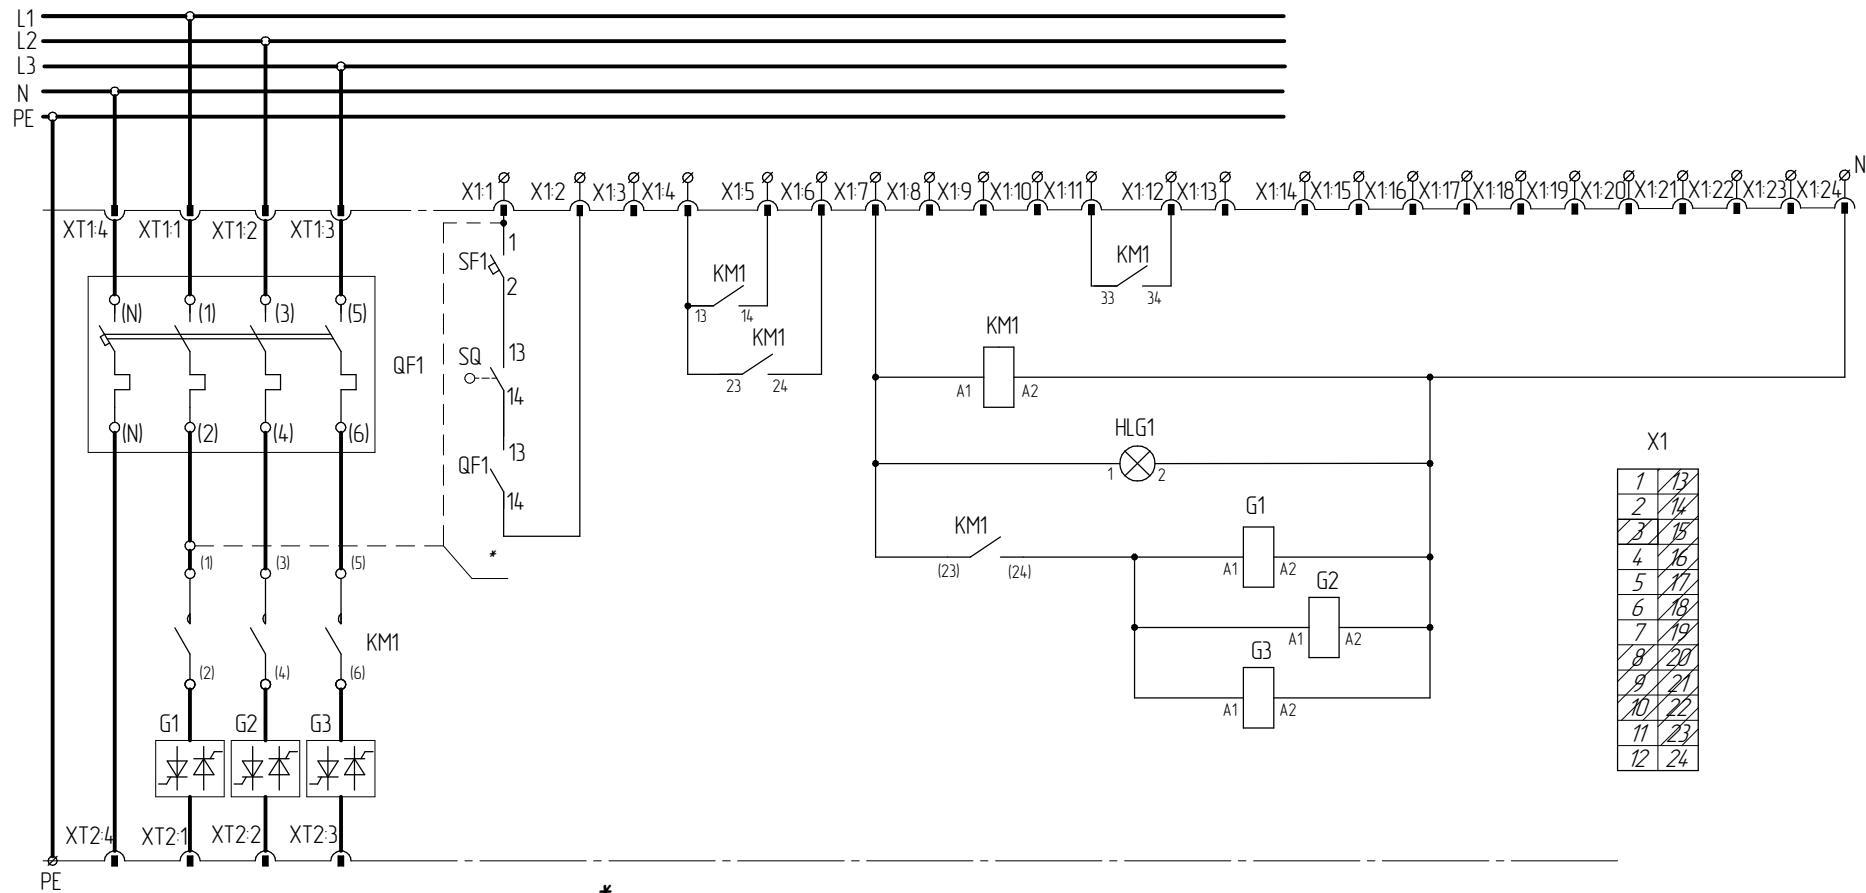 L1
L2
L3
N
PE
N
X1:1 X1:2 X1:3 X1:4 X1:5 X1:6 X1:7 X1:8 X1:9 X1:10 X1:11 X1:12 X1:13 X1:14 X1:15 X1:16 X1:17 X1:18 X1:19 X1:20 X1:21 X1:22 X1:23 X1:24
XT1:4 XT1:1 XT1:2 XT1:3
1
SF1
2
KM1
33 34
KM1
13 14
(N) (1) (3) (5)
KM1
23 24
QF1
13
SQ
14
KM1
A1 A2
(N) (2) (4) (6)
13
QF1
14
HLG1
1 2
X1
1 13
2 14
3 15
4 16
5 17
6 18
7 19
8 20
9 21
10 22
11 23
12 24
*
(1) (3) (5)
KM1
(23) (24)
G1
A1 A2
G2
A1 A2
G3
A1 A2
KM1
(2) (4) (6)
G1 G2 G3
XT2:4 XT2:1 XT2:2 XT2:3
PE
*